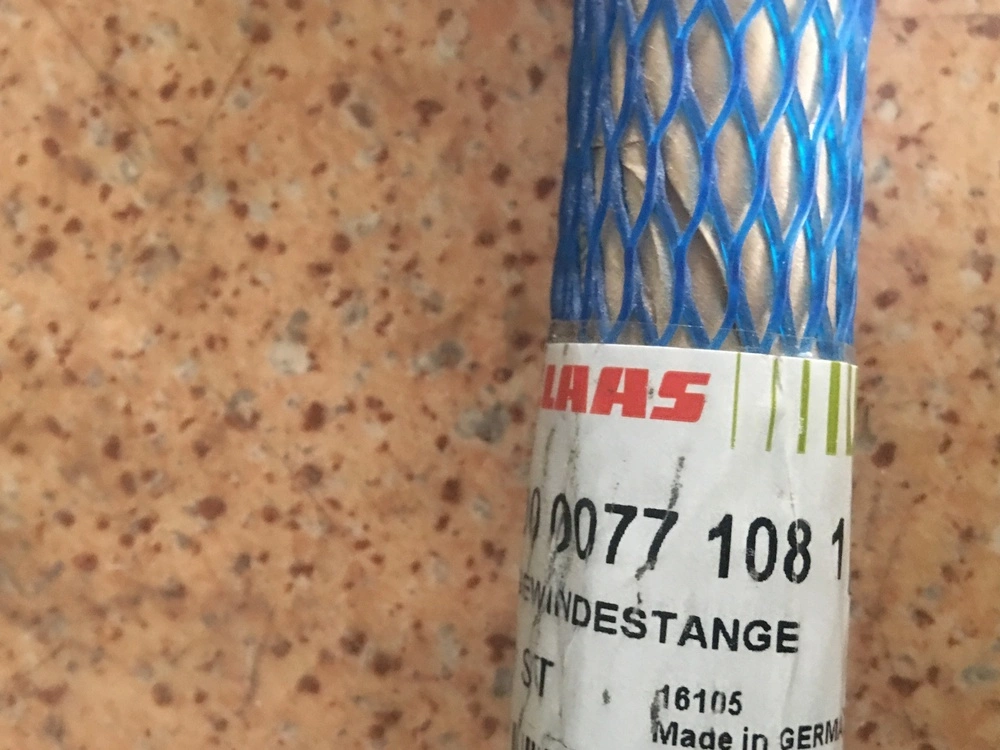 LAAS
0 0077 108 1
EWINDESTANGE
ST
16105
Made in GERMA